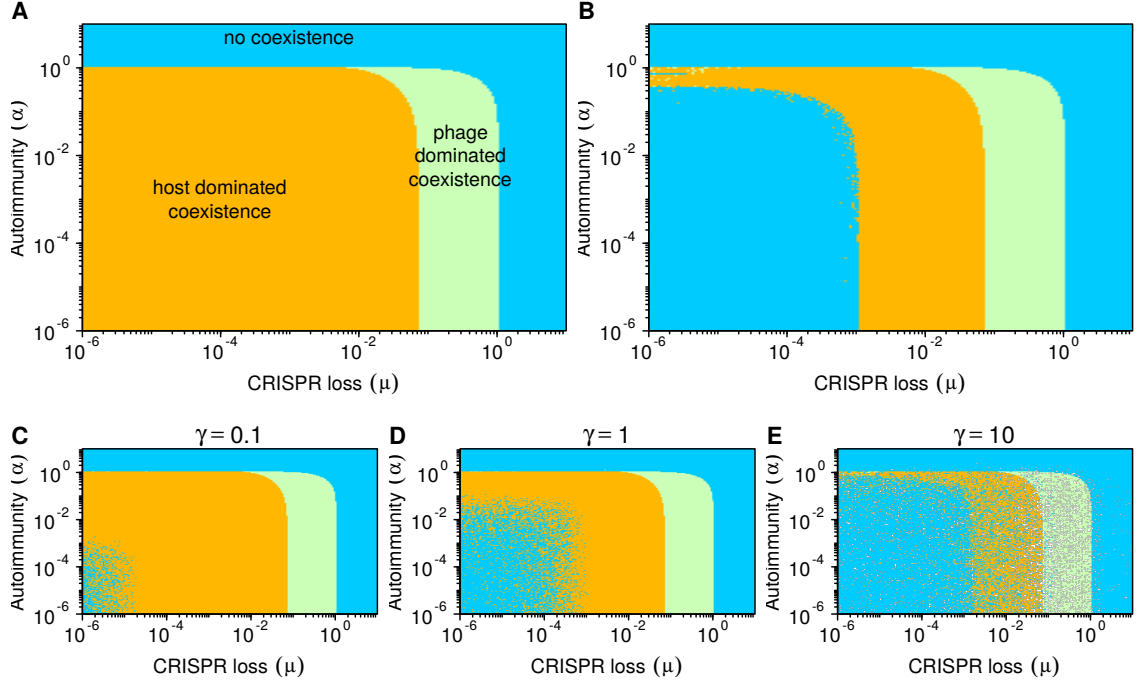 A
no coexistence
host dominated
coexistence
phage
dominated
coexistence
Autoimmunity (α)
10^0
10^-2
10^-4
10^-6
10^-6
10^-4
10^-2
10^0
CRISPR loss (μ)
B
Autoimmunity (α)
10^0
10^-2
10^-4
10^-6
10^-6
10^-4
10^-2
10^0
CRISPR loss (μ)
C
γ = 0.1
Autoimmunity (α)
10^0
10^-2
10^-4
10^-6
10^-6
10^-4
10^-2
10^0
CRISPR loss (μ)
D
γ = 1
Autoimmunity (α)
10^0
10^-2
10^-4
10^-6
10^-6
10^-4
10^-2
10^0
CRISPR loss (μ)
E
γ = 10
Autoimmunity (α)
10^0
10^-2
10^-4
10^-6
10^-6
10^-4
10^-2
10^0
CRISPR loss (μ)